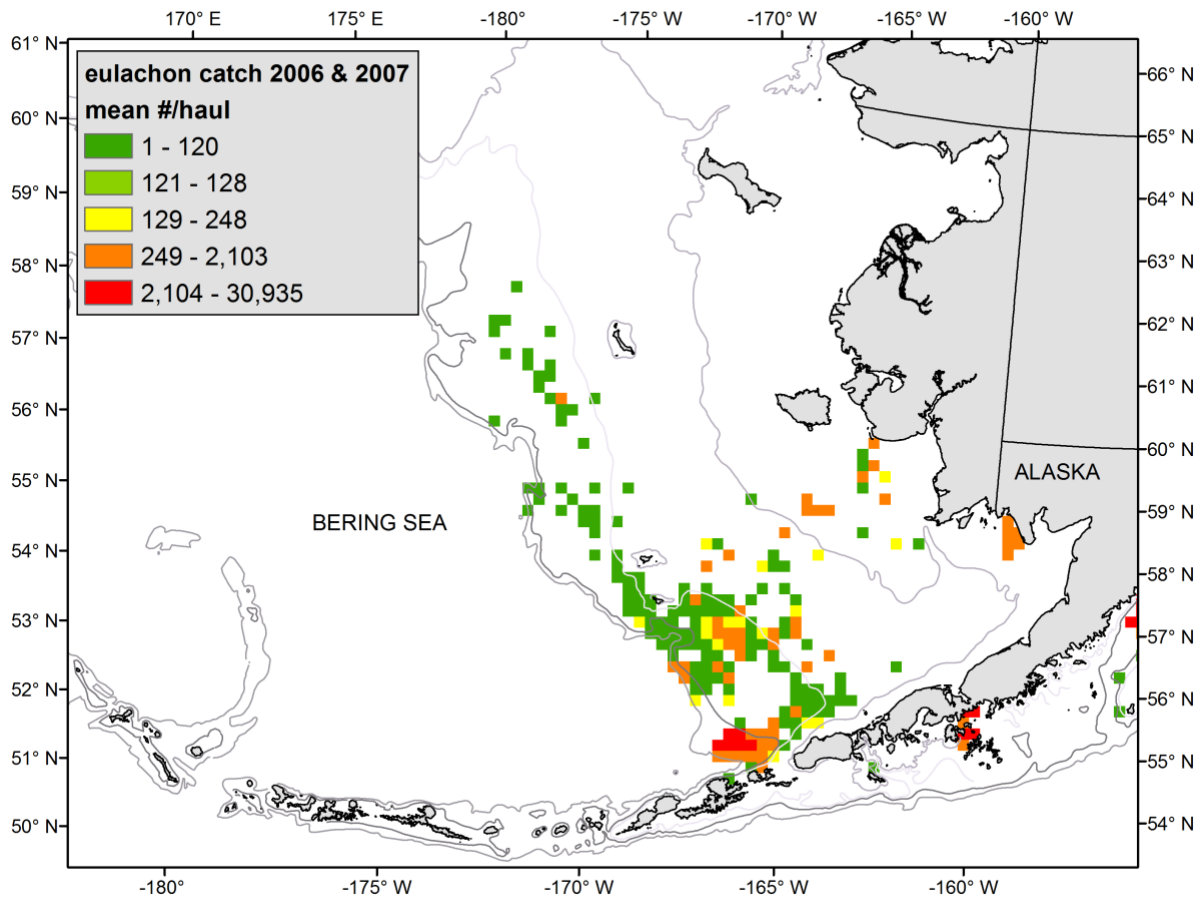 170° E 175° E -180° -175° W -170° W -165° W -160° W
61° N
60° N
59° N
58° N
57° N
56° N
55° N
54° N
53° N
52° N
51° N
50° N
eulachon catch 2006 & 2007
mean #/haul
1 - 120
121 - 128
129 - 248
249 - 2,103
2,104 - 30,935
BERING SEA
ALASKA
66° N
65° N
64° N
63° N
62° N
61° N
60° N
59° N
58° N
57° N
56° N
55° N
54° N
-180° -175° W -170° W -165° W -160° W